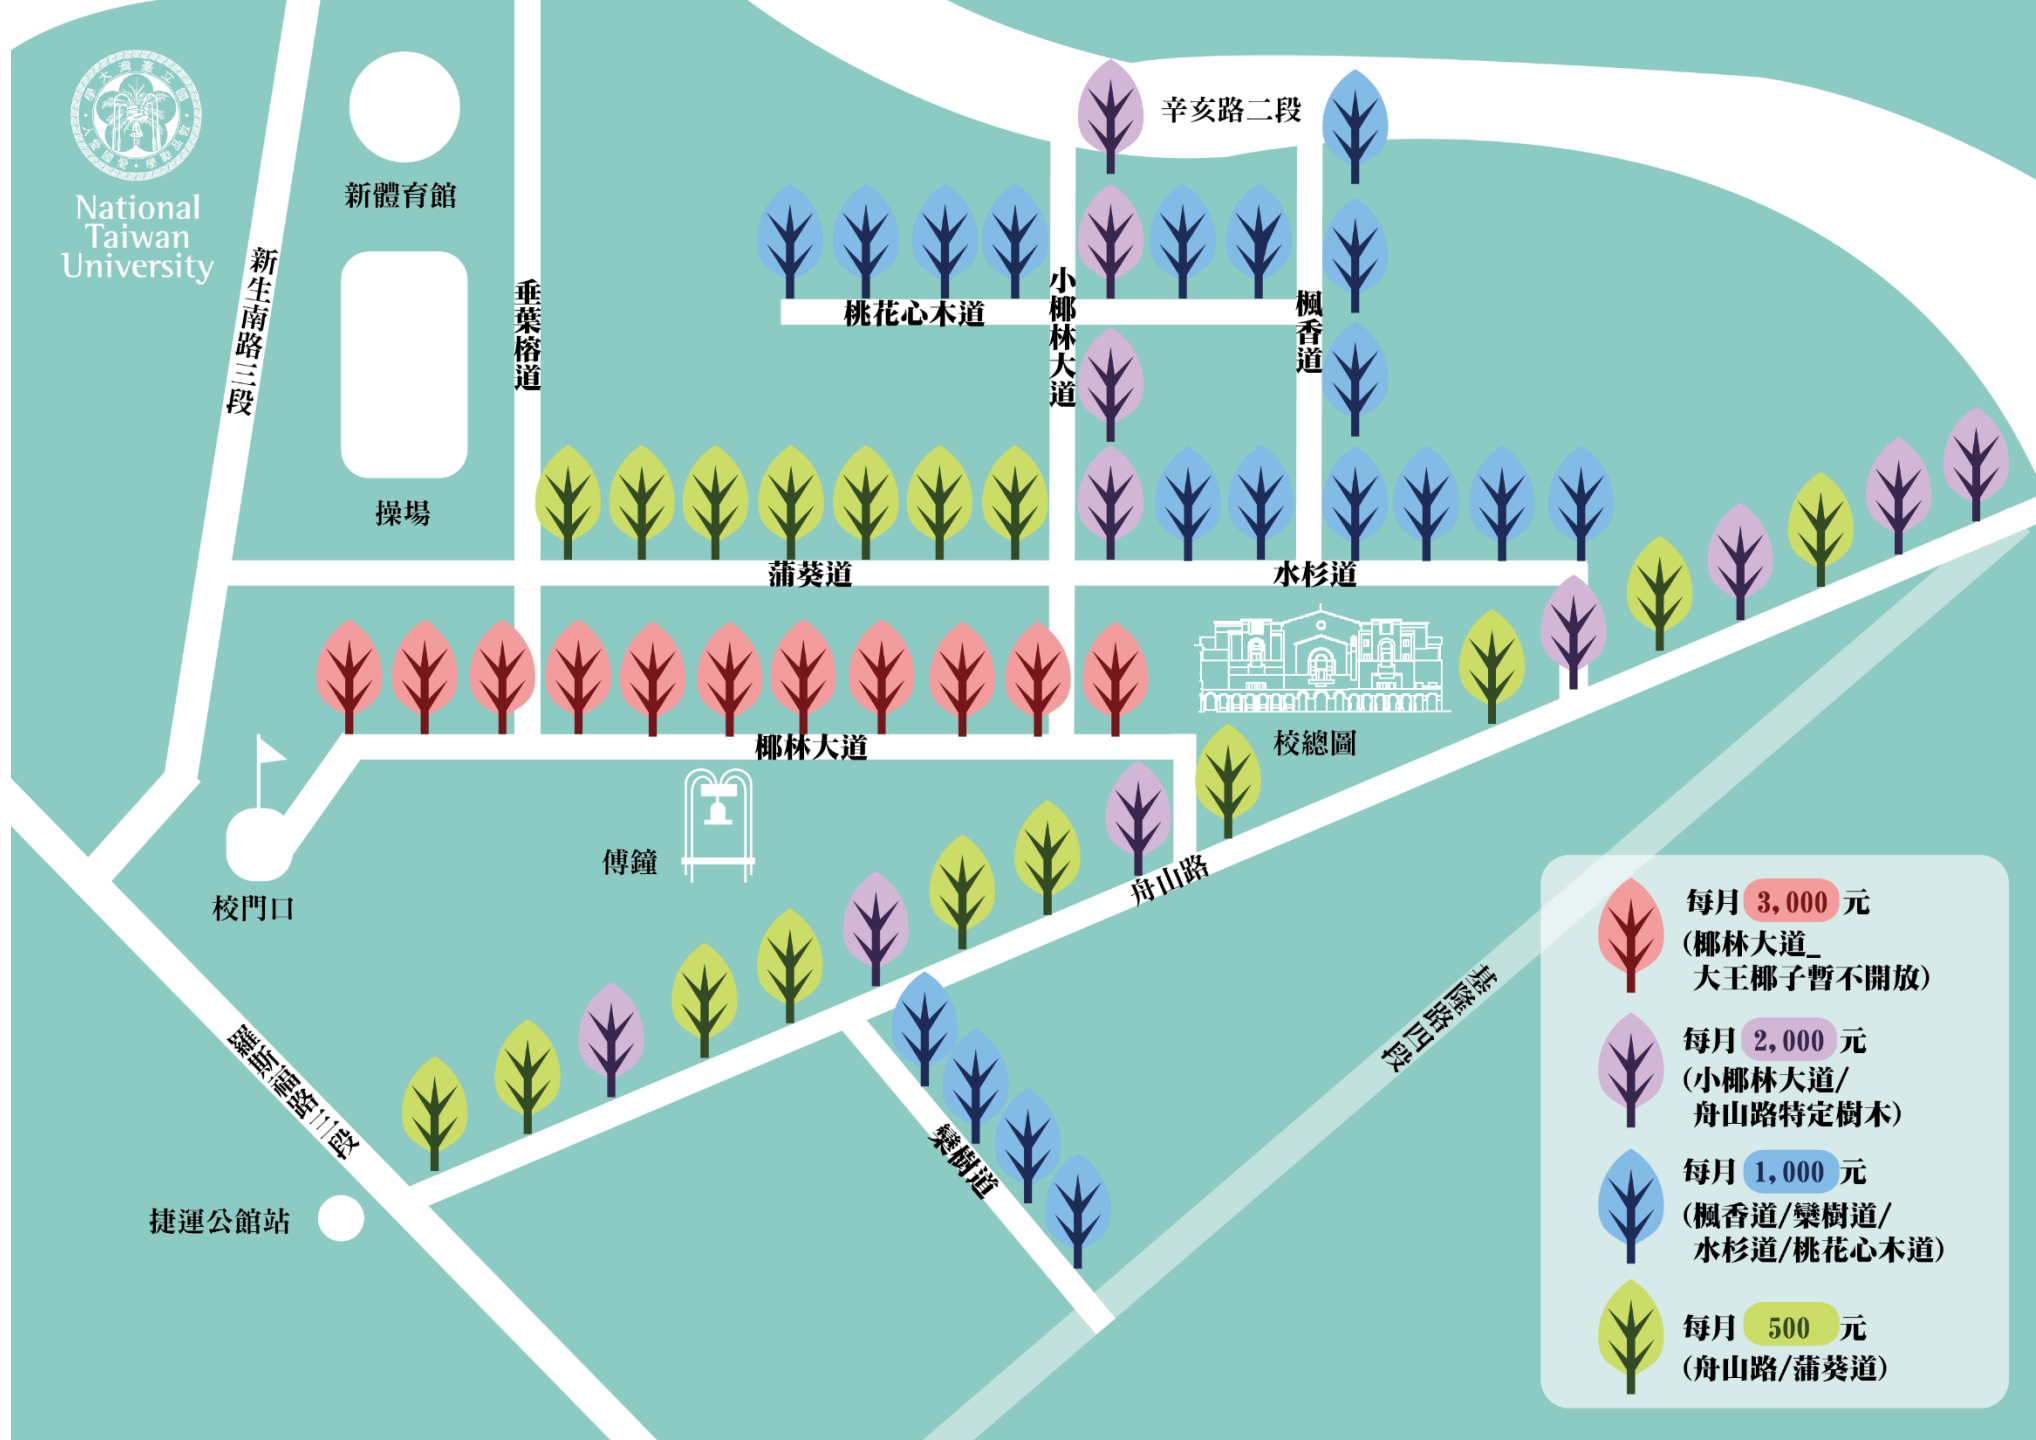 國立臺灣大學
National
Taiwan
University
新體育館
操場
新生南路三段
垂葉榕道
辛亥路二段
桃花心木道
小椰林大道
楓香道
蒲葵道
水杉道
椰林大道
校總圖
傅鐘
校門口
舟山路
羅斯福路三段
欒樹道
基隆路四段
捷運公館站
每月 3,000 元
(椰林大道_
大王椰子暫不開放)
每月 2,000 元
(小椰林大道/
舟山路特定樹木)
每月 1,000 元
(楓香道/欒樹道/
水杉道/桃花心木道)
每月 500 元
(舟山路/蒲葵道)